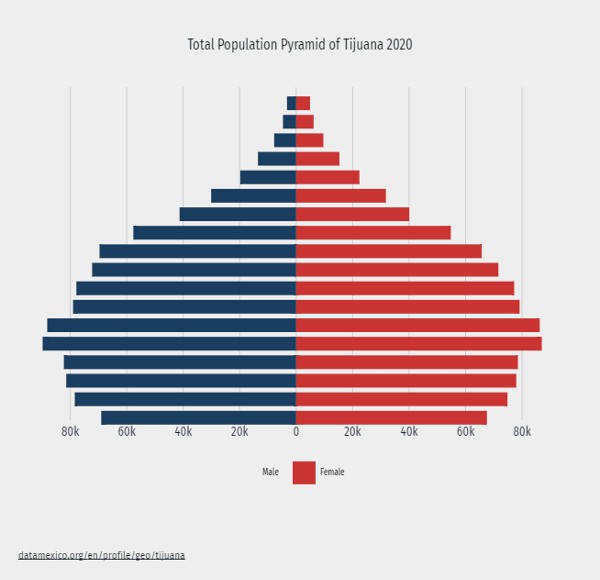 Total Population Pyramid of Tijuana 2020
80k 60k 40k 20k 0 20k 40k 60k 80k
Male Female
datamexico.org/en/profile/geo/tijuana